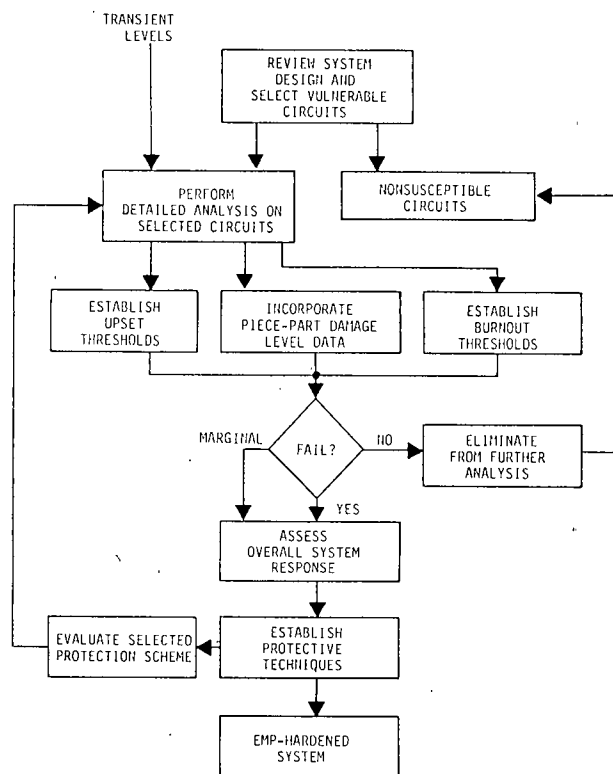 TRANSIENT
LEVELS
REVIEW SYSTEM
DESIGN AND
SELECT VULNERABLE
CIRCUITS
PERFORM
DETAILED ANALYSIS ON
SELECTED CIRCUITS
NONSUSCEPTIBLE
CIRCUITS
ESTABLISH
UPSET
THRESHOLDS
INCORPORATE
PIECE-PART DAMAGE
LEVEL DATA
ESTABLISH
BURNOUT
THRESHOLDS
MARGINAL
FAIL?
NO
ELIMINATE
FROM FURTHER
ANALYSIS
YES
ASSESS
OVERALL SYSTEM
RESPONSE
EVALUATE SELECTED
PROTECTION SCHEME
ESTABLISH
PROTECTIVE
TECHNIQUES
EMP-HARDENED
SYSTEM